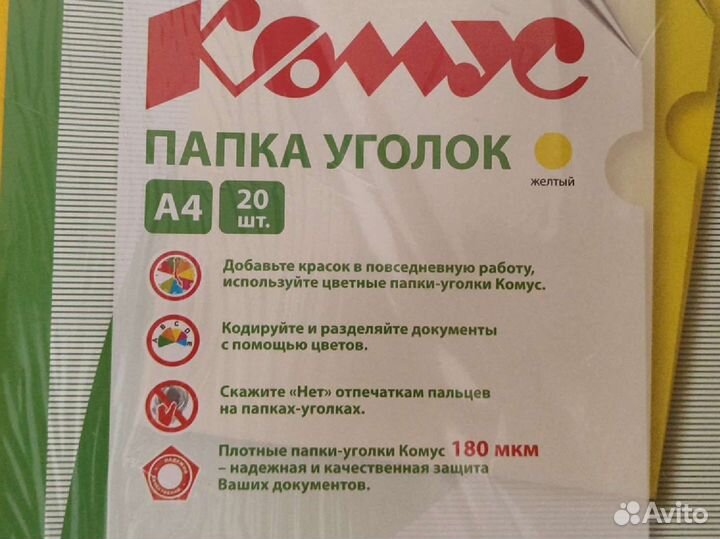 Комус
ПАПКА УГОЛОК
желтый
А4
20
шт.
Добавьте красок в повседневную работу,
используйте цветные папки-уголки Комус.
A B C D E
Кодируйте и разделяйте документы
с помощью цветов.
Скажите «Нет» отпечаткам пальцев
на папках-уголках.
Плотные папки-уголки Комус 180 мкм
– надежная и качественная защита
Ваших документов.
Avito